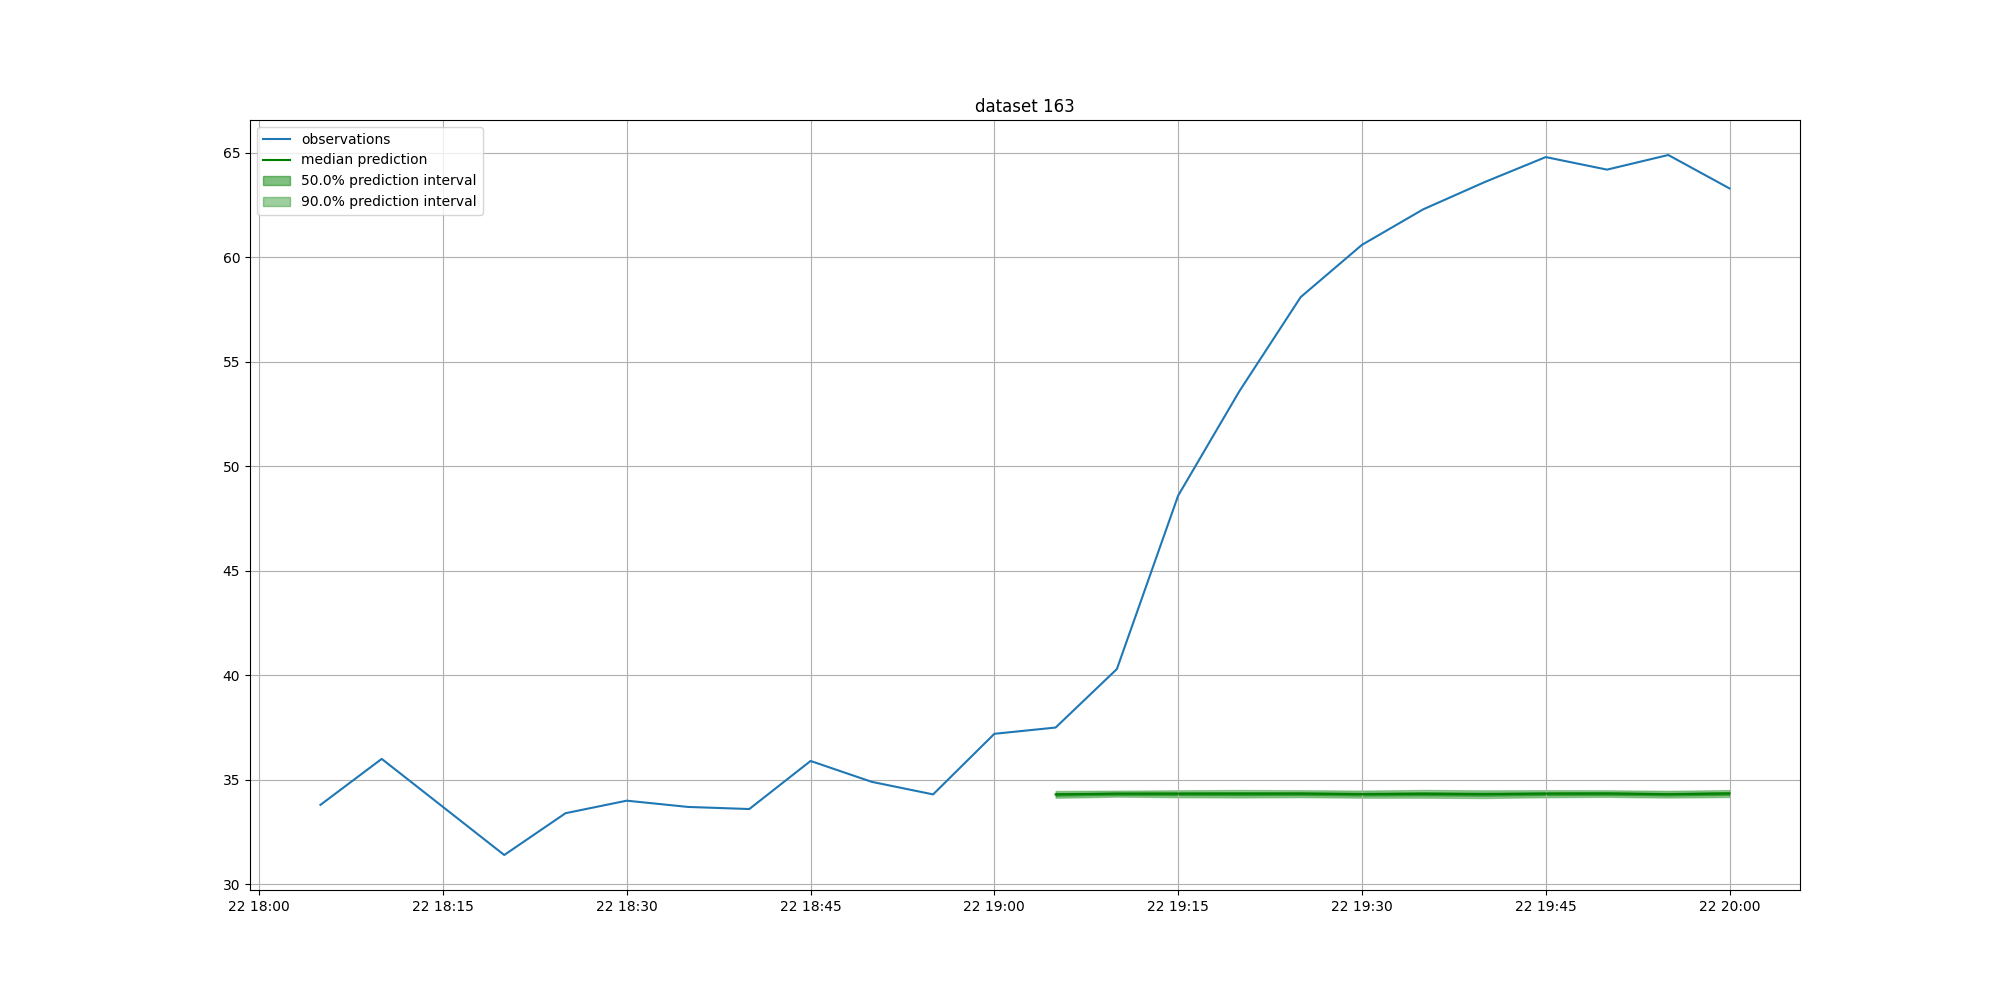 dataset 163
observations
median prediction
50.0% prediction interval
90.0% prediction interval
65
60
55
50
45
40
35
30
22 18:00 22 18:15 22 18:30 22 18:45 22 19:00 22 19:15 22 19:30 22 19:45 22 20:00